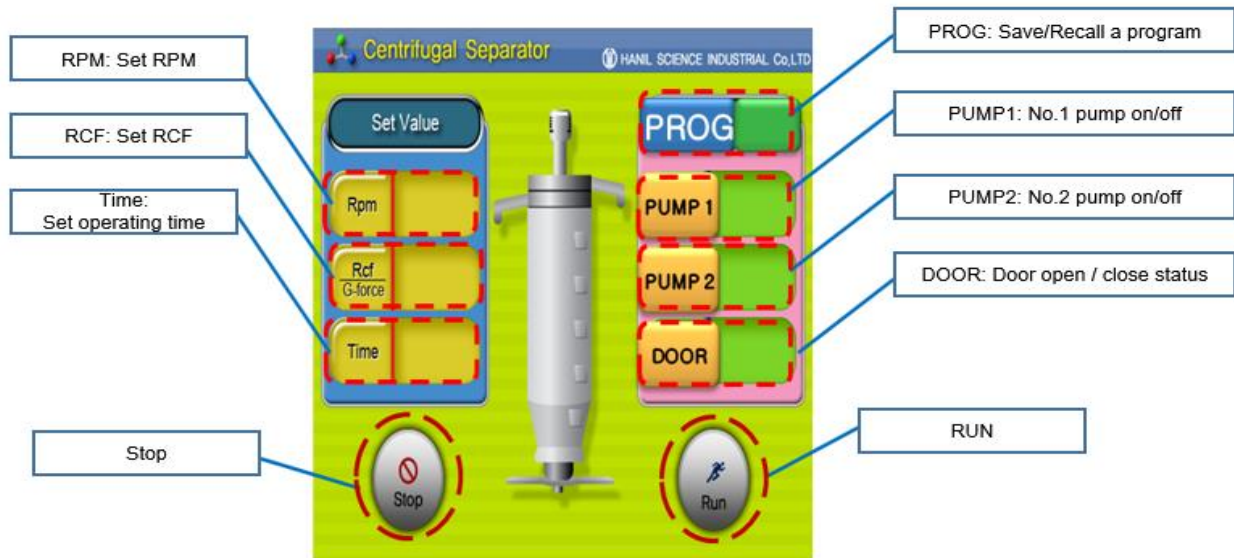 RPM: Set RPM
RCF: Set RCF
Time:
Set operating time
Stop
Centrifugal Separator
HANIL SCIENCE INDUSTRIAL Co,LTD
Set Value
Rpm
Rcf
G-force
Time
Stop
PROG
PUMP 1
PUMP 2
DOOR
Run
PROG: Save/Recall a program
PUMP1: No.1 pump on/off
PUMP2: No.2 pump on/off
DOOR: Door open / close status
RUN